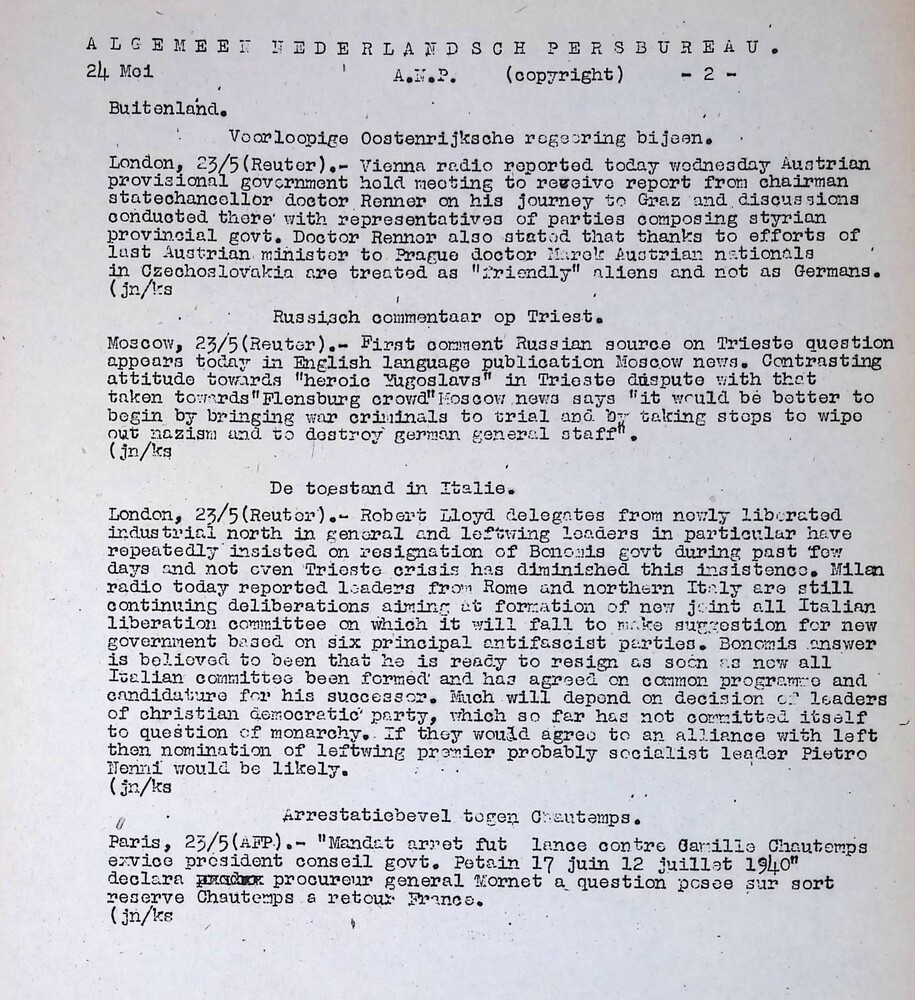 ALGEMEEN NEDERLANDSCH PERSBUREAU.
24 Mei A.N.P. (copyright) - 2 -
Buitenland.
Voorloopige Oostenrijksche regeering bijeen.
London, 23/5(Reuter).- Vienna radio reported today wednesday Austrian
provisional government held meeting to receive report from chairman
statechancellor doctor Renner on his journey to Graz and discussions
conducted there with representatives of parties composing styrian
provincial govt. Doctor Renner also stated that thanks to efforts of
last Austrian minister to Prague doctor Marek Austrian nationals
in Czechoslovakia are treated as "friendly" aliens and not as Germans.
(jn/ks
Russisch commentaar op Triest.
Moscow, 23/5(Reuter).- First comment Russian source on Trieste question
appears today in English language publication Moscow news. Contrasting
attitude towards "heroic Yugoslavs" in Trieste dispute with that
taken towards"Flensburg crowd"Moscow news says "it would be better to
begin by bringing war criminals to trial and by taking steps to wipe
out nazism and to destroy german general staff".
(jn/ks
De toestand in Italie.
London, 23/5(Reuter).- Robert Lloyd delegates from newly liberated
industrial north in general and leftwing leaders in particular have
repeatedly insisted on resignation of Bonomis govt during past few
days and not even Trieste crisis has diminished this insistence. Milan
radio today reported leaders from Rome and northern Italy are still
continuing deliberations aiming at formation of new joint all Italian
liberation committee on which it will fall to make suggestion for new
government based on six principal antifascist parties. Bonomis answer
is believed to been that he is ready to resign as soon as new all
Italian committee been formed and has agreed on common programme and
candidature for his successor. Much will depend on decision of leaders
of christian democratic party, which so far has not committed itself
to question of monarchy. If they would agree to an alliance with left
then nomination of leftwing premier probably socialist leader Pietro
Nenni would be likely.
(jn/ks
Arrestatiebevel tegen Chautemps.
Paris, 23/5(AFP).- "Mandat arret fut lance contre Camille Chautemps
exvice president conseil govt. Petain 17 juin 12 juillet 1940"
declara procureur general Mornet a question posee sur sort
reserve Chautemps a retour France.
(jn/ks